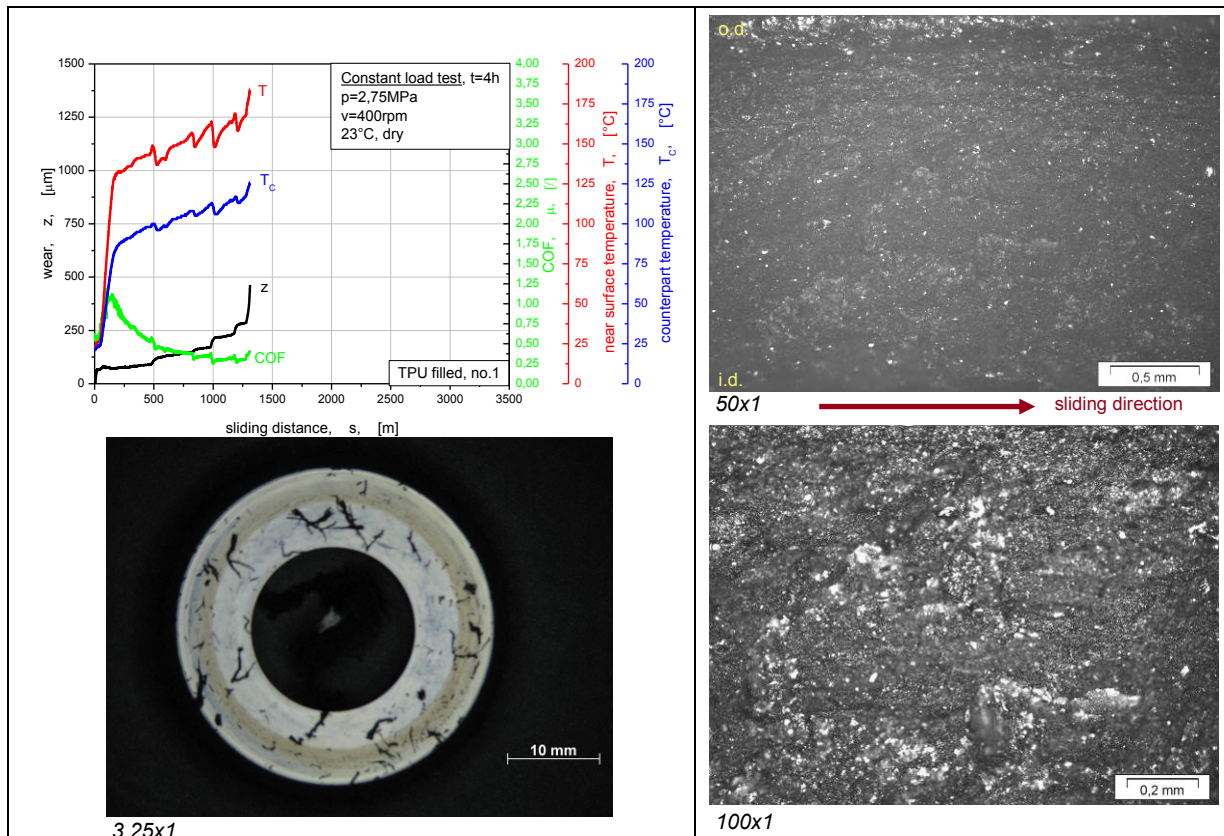 1500
1250
1000
750
500
250
0
wear, z, [µm]
0 500 1000 1500 2000 2500 3000 3500
sliding distance, s, [m]
Constant load test, t=4h
p=2,75MPa
v=400rpm
23°C, dry
T
T_C
z
COF
TPU filled, no.1
4,00
3,75
3,50
3,25
3,00
2,75
2,50
2,25
2,00
1,75
1,50
1,25
1,00
0,75
0,50
0,25
0,00
COF, µ, [/]
200
175
150
125
100
75
50
25
0
near surface temperature, T, [°C]
200
175
150
125
100
75
50
25
0
counterpart temperature, T_C, [°C]
10 mm
3,25x1
o.d.
i.d.
0,5 mm
50x1
sliding direction
0,2 mm
100x1